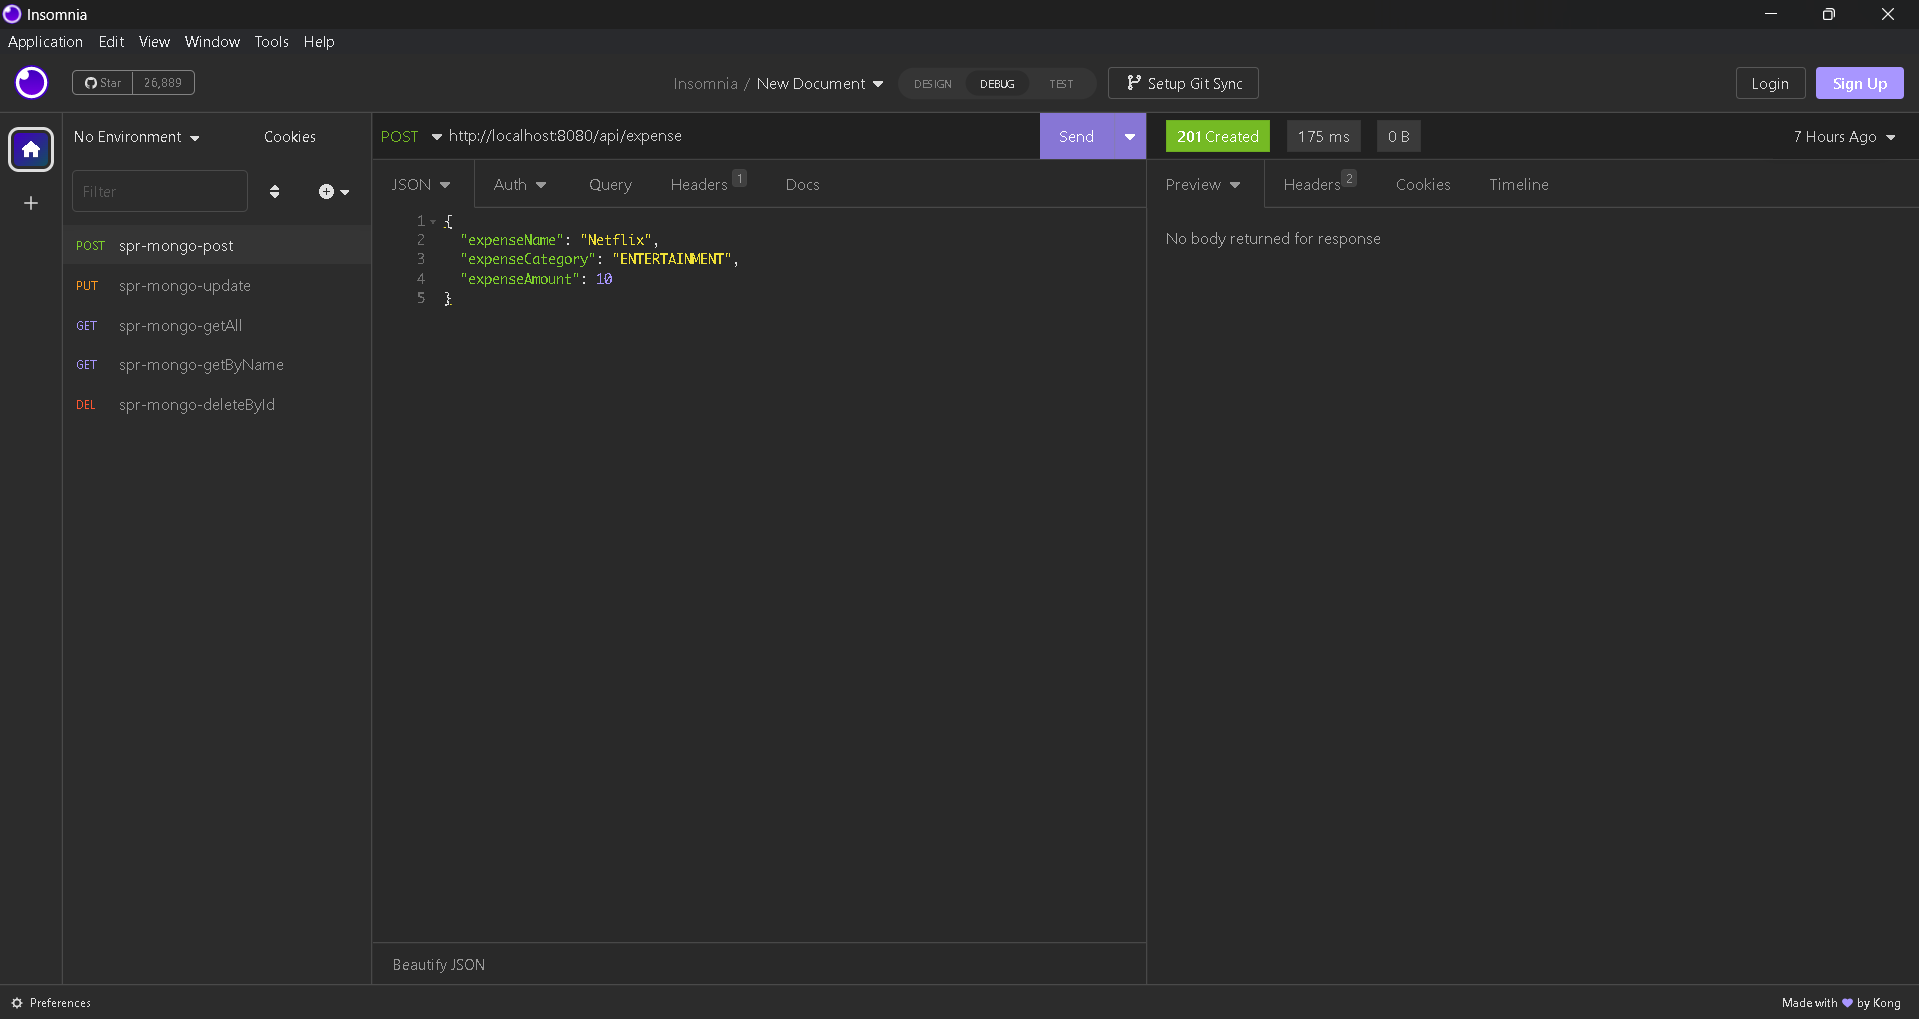 Insomnia
Application Edit View Window Tools Help
Star 26,889
Insomnia / New Document DESIGN DEBUG TEST Setup Git Sync
Login Sign Up
No Environment Cookies
Filter
POST spr-mongo-post
PUT spr-mongo-update
GET spr-mongo-getAll
GET spr-mongo-getByName
DEL spr-mongo-deleteById
POST http://localhost:8080/api/expense Send
JSON Auth Query Headers 1 Docs
1 {
2 "expenseName": "Netflix",
3 "expenseCategory": "ENTERTAINMENT",
4 "expenseAmount": 10
5 }
Beautify JSON
201 Created 175 ms 0 B 7 Hours Ago
Preview Headers 2 Cookies Timeline
No body returned for response
Preferences
Made with 💜 by Kong